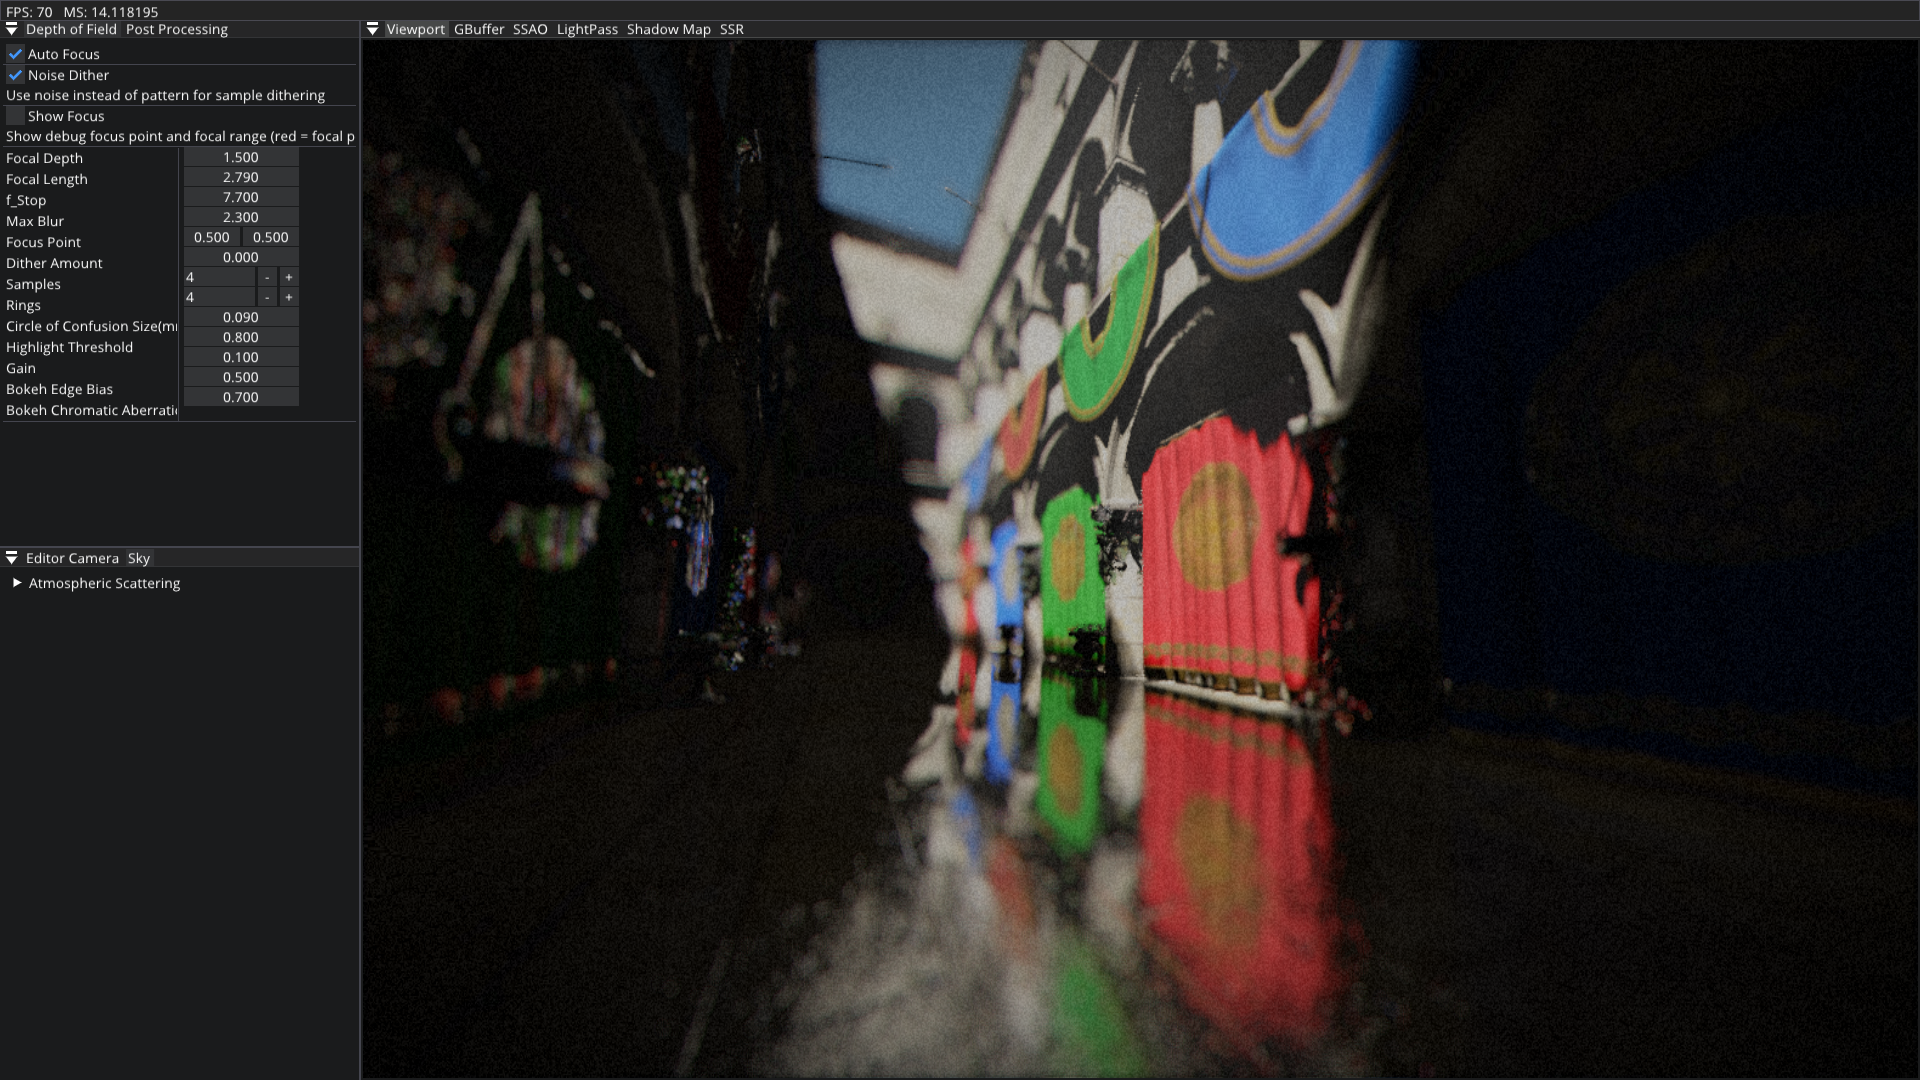 FPS: 70 MS: 14.118195
Depth of Field Post Processing
Viewport GBuffer SSAO LightPass Shadow Map SSR
Auto Focus
Noise Dither
Use noise instead of pattern for sample dithering
Show Focus
Show debug focus point and focal range (red = focal p
Focal Depth 1.500
Focal Length 2.790
f_Stop 7.700
Max Blur 2.300
Focus Point 0.500 0.500
Dither Amount 0.000
Samples 4 - +
Rings 4 - +
Circle of Confusion Size(m 0.090
Highlight Threshold 0.800
Gain 0.100
Bokeh Edge Bias 0.500
Bokeh Chromatic Aberrati 0.700
Editor Camera Sky
Atmospheric Scattering